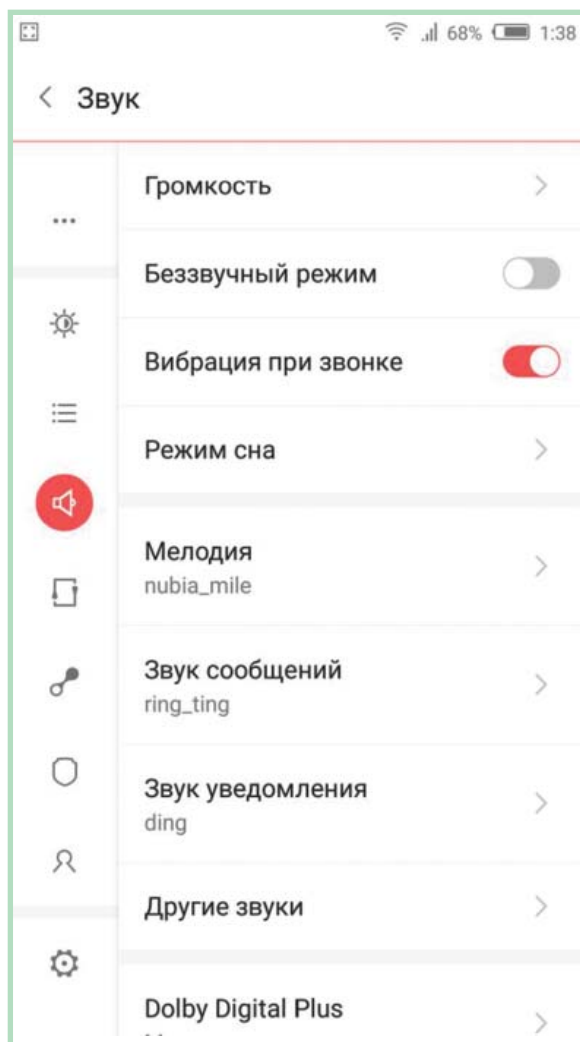 68% 1:38
Звук
Громкость
Беззвучный режим
Вибрация при звонке
Режим сна
Мелодия
nubia_mile
Звук сообщений
ring_ting
Звук уведомления
ding
Другие звуки
Dolby Digital Plus